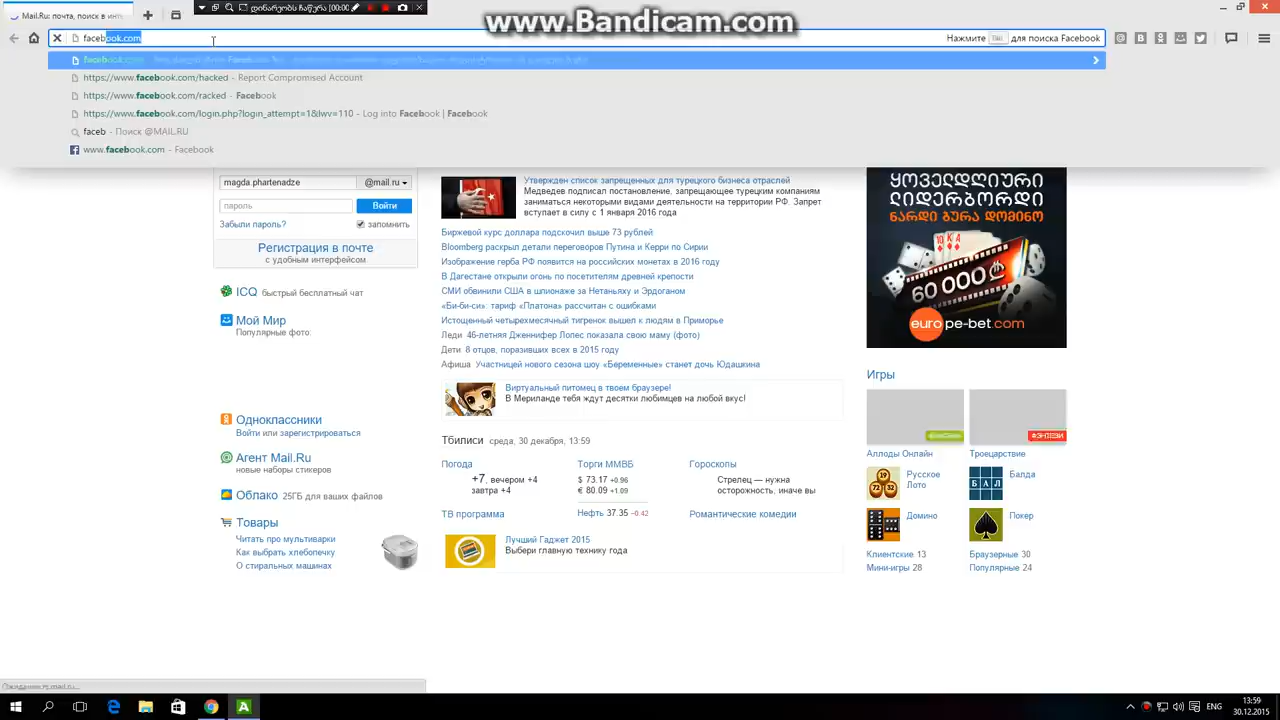 Mail.Ru: почта, поиск в инте
დინარების ჩაწერა [00:00
www.Bandicam.com
facebook.com
Нажмите Tab для поиска Facebook
https://www.facebook.com/hacked - Report Compromised Account
https://www.facebook.com/racked - Facebook
https://www.facebook.com/login.php?login_attempt=1&lwv=110 - Log into Facebook | Facebook
faceb - Поиск @MAIL.RU
www.facebook.com - Facebook
magda.phartenadze
@mail.ru
пароль
Войти
Забыли пароль?
запомнить
Регистрация в почте
с удобным интерфейсом
ICQ быстрый бесплатный чат
Мой Мир
Популярные фото:
Одноклассники
Войти или зарегистрироваться
Агент Mail.Ru
новые наборы стикеров
Облако 25ГБ для ваших файлов
Товары
Читать про мультиварки
Как выбрать хлебопечку
О стиральных машинах
Утвержден список запрещенных для турецкого бизнеса отраслей
Медведев подписал постановление, запрещающее турецким компаниям
заниматься некоторыми видами деятельности на территории РФ. Запрет
вступает в силу с 1 января 2016 года
Биржевой курс доллара подскочил выше 73 рублей
Bloomberg раскрыл детали переговоров Путина и Керри по Сирии
Изображение герба РФ появится на российских монетах в 2016 году
В Дагестане открыли огонь по посетителям древней крепости
СМИ обвинили США в шпионаже за Нетаньяху и Эрдоганом
«Би-би-си»: тариф «Платона» рассчитан с ошибками
Истощенный четырехмесячный тигренок вышел к людям в Приморье
Леди 46-летняя Дженнифер Лопес показала свою маму (фото)
Дети 8 отцов, поразивших всех в 2015 году
Афиша Участницей нового сезона шоу «Беременные» станет дочь Юдашкина
Виртуальный питомец в твоем браузере!
В Мериланде тебя ждут десятки любимцев на любой вкус!
Тбилиси среда, 30 декабря, 13:59
Погода
+7, вечером +4
завтра +4
ТВ программа
Торги ММВБ
$ 73.17 +0.96
€ 80.09 +1.09
Нефть 37.35 -0.42
Гороскопы
Стрелец — нужна
осторожность, иначе вы
Романтические комедии
Лучший Гаджет 2015
Выбери главную технику года
ყოველდღიური
ლიდერბორდი
ნარდი ბურა დომინო
60 000 ₾
europe-bet.com
Игры
ФЭНТЕЗИ
Аллоды Онлайн
Троецарствие
Русское
Лото
БАЛ
Балда
Домино
Покер
Клиентские 13
Браузерные 30
Мини-игры 28
Популярные 24
ENG
13:59
30.12.2015